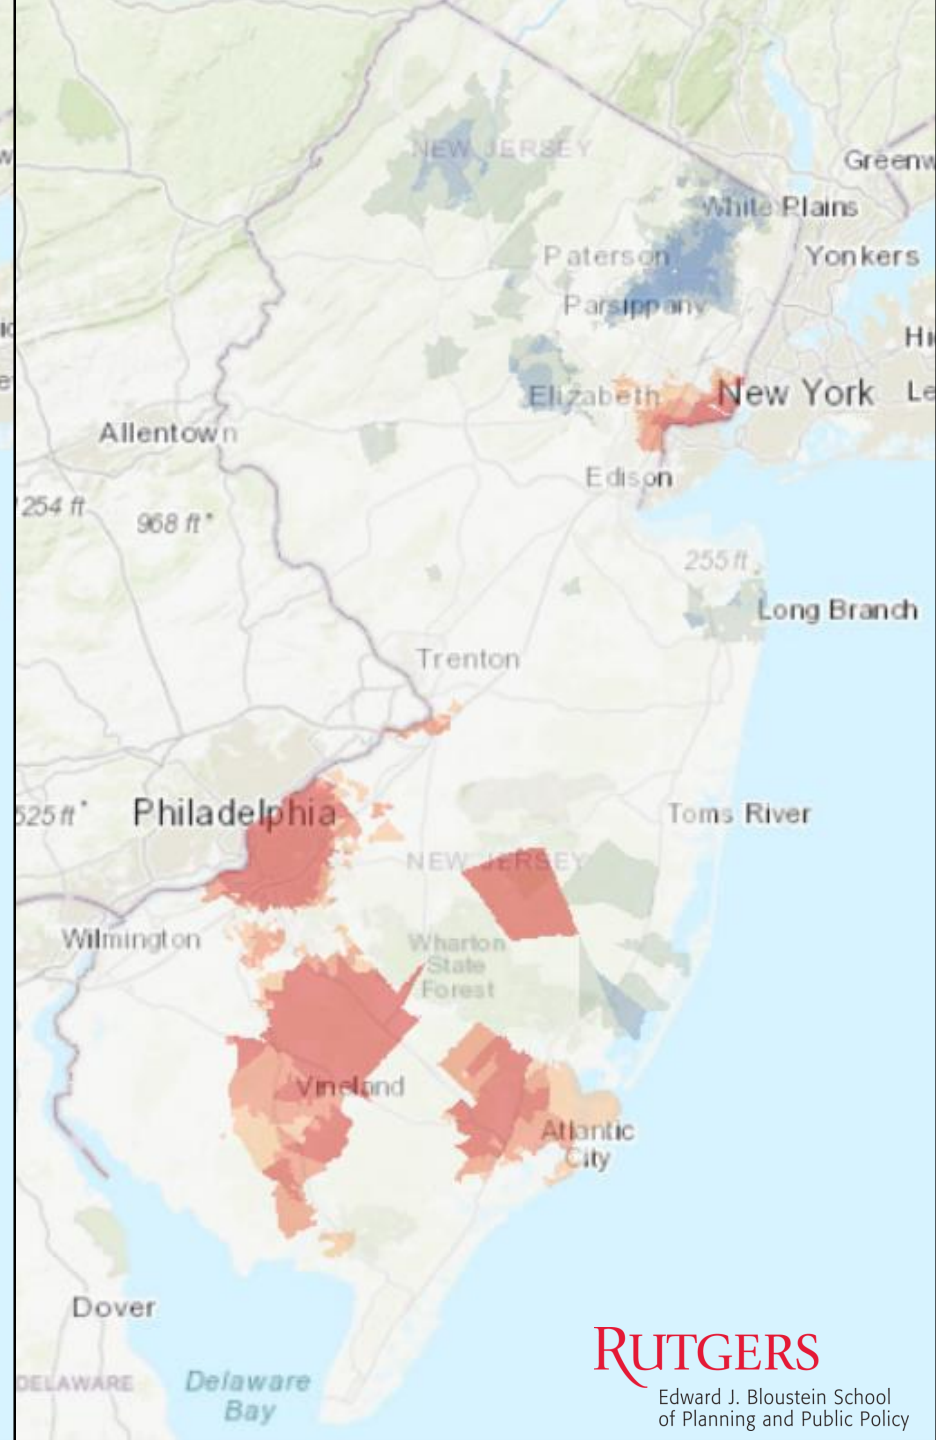 NEW JERSEY
Greenw
White Plains
Paterson
Yonkers
Parsippany
Hi
Elizabeth
New York
Le
Allentown
Edison
254 ft
968 ft
255 ft
Long Branch
Trenton
525 ft
Philadelphia
Toms River
NEW JERSEY
Wilmington
Wharton
State
Forest
Vineland
Atlantic
City
Dover
DELAWARE
Delaware
Bay
RUTGERS
Edward J. Bloustein School
of Planning and Public Policy